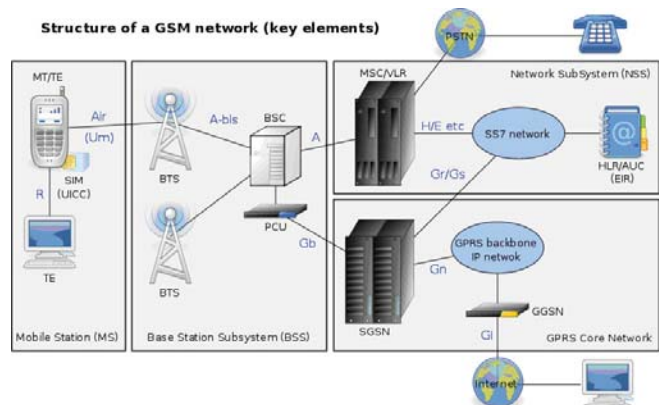 Structure of a GSM network (key elements)
PSTN
MT/TE
Air
(Um)
SIM
(UICC)
R
TE
Mobile Station (MS)
A-bis
BTS
BTS
BSC
PCU
A
Gb
Base Station Subsystem (BSS)
MSC/VLR
Network SubSystem (NSS)
H/E etc
SS7 network
HLR/AUC
(EIR)
Gr/Gs
SGSN
Gn
GPRS backbone
IP netwok
GGSN
Gi
GPRS Core Network
Internet